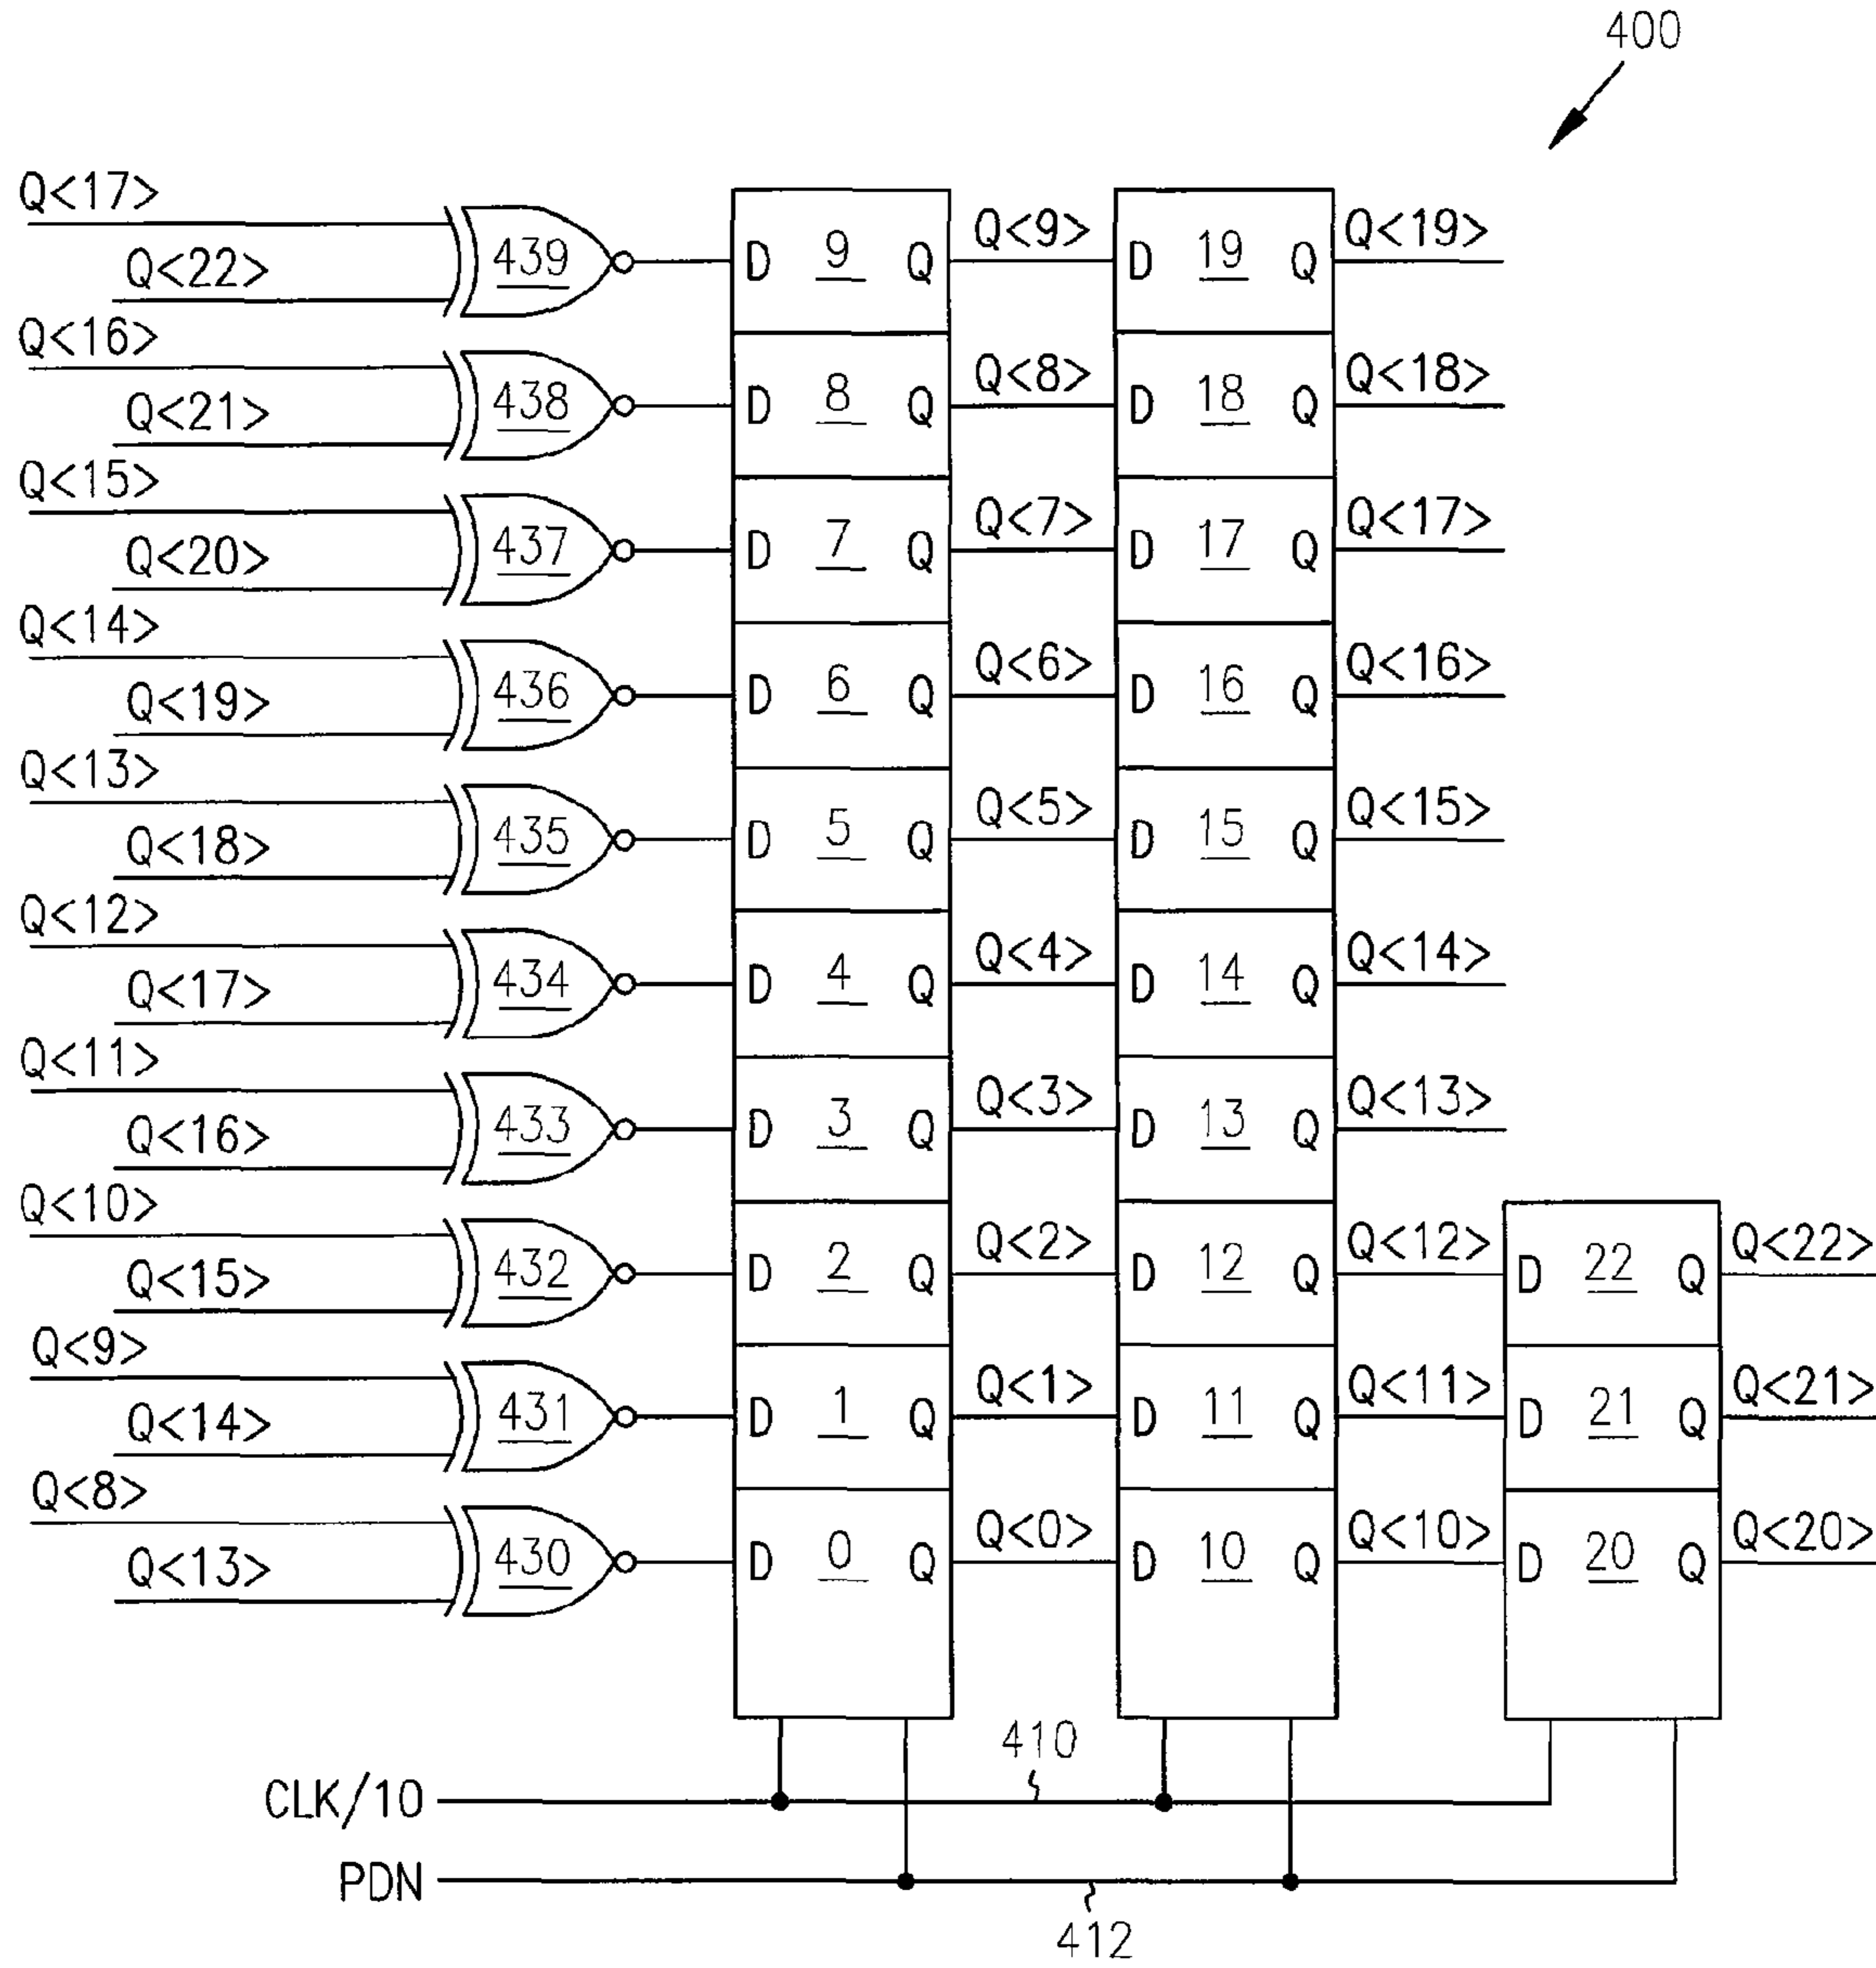 400
Q<17>
Q<22>
439
D 9 Q
Q<9>
D 19 Q
Q<19>
Q<16>
Q<21>
438
D 8 Q
Q<8>
D 18 Q
Q<18>
Q<15>
Q<20>
437
D 7 Q
Q<7>
D 17 Q
Q<17>
Q<14>
Q<19>
436
D 6 Q
Q<6>
D 16 Q
Q<16>
Q<13>
Q<18>
435
D 5 Q
Q<5>
D 15 Q
Q<15>
Q<12>
Q<17>
434
D 4 Q
Q<4>
D 14 Q
Q<14>
Q<11>
Q<16>
433
D 3 Q
Q<3>
D 13 Q
Q<13>
Q<10>
Q<15>
432
D 2 Q
Q<2>
D 12 Q
Q<12>
D 22 Q
Q<22>
Q<9>
Q<14>
431
D 1 Q
Q<1>
D 11 Q
Q<11>
D 21 Q
Q<21>
Q<8>
Q<13>
430
D 0 Q
Q<0>
D 10 Q
Q<10>
D 20 Q
Q<20>
410
CLK/10
PDN
412